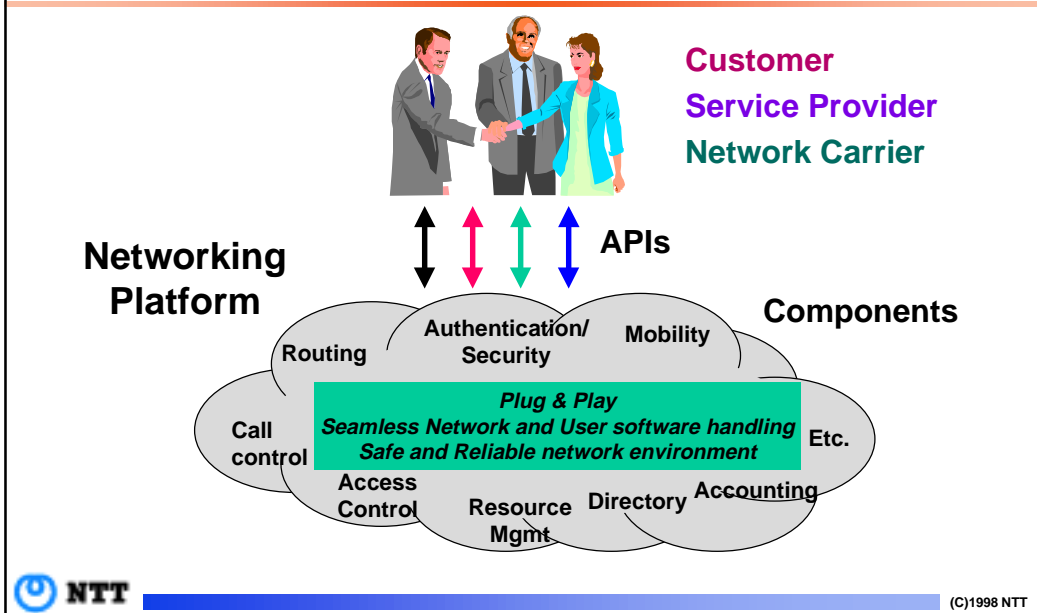 Customer
Service Provider
Network Carrier
APIs
Networking
Platform
Components
Authentication/
Security
Mobility
Routing
Plug & Play
Seamless Network and User software handling
Safe and Reliable network environment
Call
control
Etc.
Access
Control
Resource
Mgmt
Directory
Accounting
NTT
(C)1998 NTT